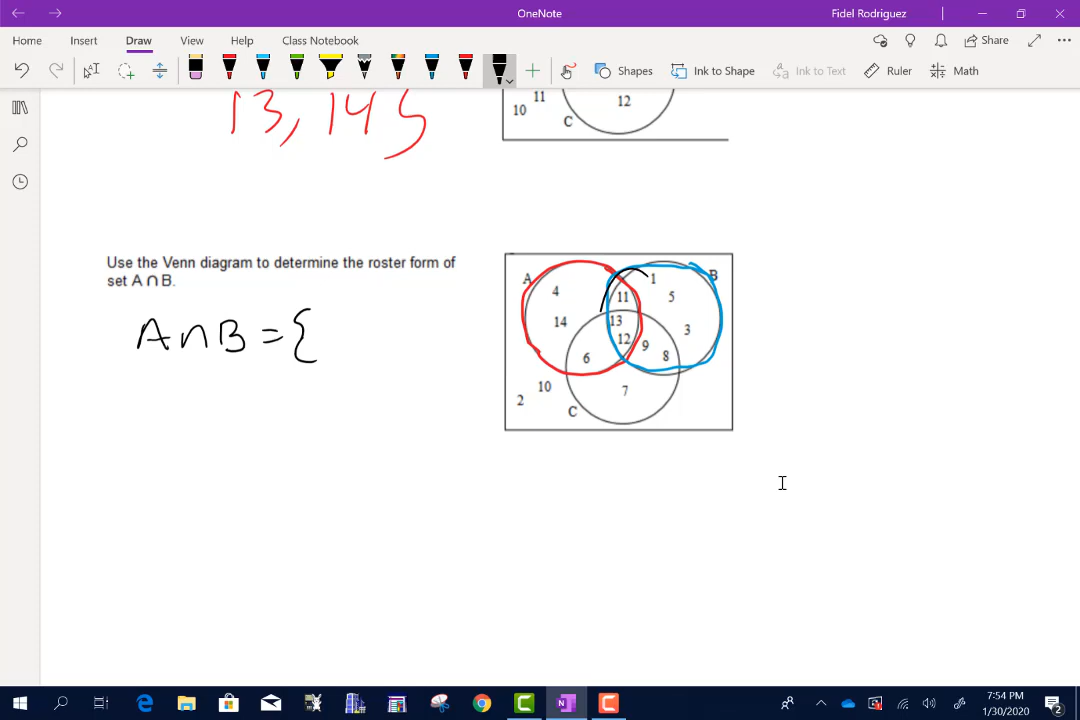 OneNote
Fidel Rodriguez
Home Insert Draw View Help Class Notebook
Share
Shapes Ink to Shape Ink to Text Ruler Math
13, 14}
11
10
12
C
Use the Venn diagram to determine the roster form of
set A ∩ B.
A ∩ B = {
A
B
4
1
11
5
14
13
3
12
9
6
8
10
7
2
C
7:54 PM
1/30/2020
2